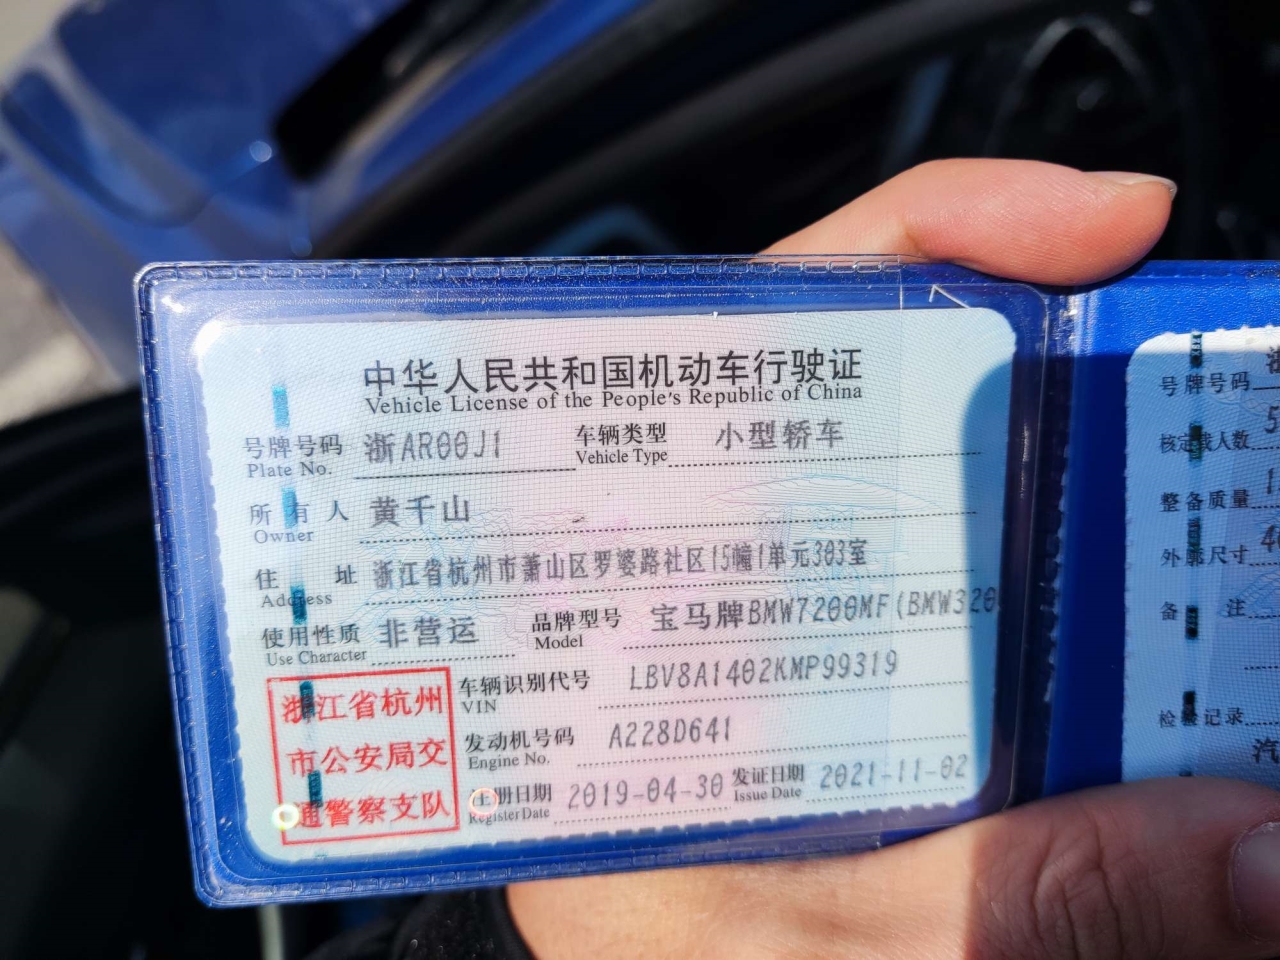 中华人民共和国机动车行驶证
Vehicle License of the People's Republic of China
号牌号码 浙AR00J1 车辆类型 小型轿车
Plate No. Vehicle Type
所有人 黄千山
Owner
住址 浙江省杭州市萧山区罗婆路社区15幢1单元303室
Address
使用性质 非营运 品牌型号 宝马牌BMW7200MF(BMW320
Use Character Model
浙江省杭州
市公安局交
通警察支队
车辆识别代号 LBV8A1402KMP99319
VIN
发动机号码 A228D641
Engine No.
注册日期 2019-04-30 发证日期 2021-11-02
Register Date Issue Date
号牌号码
核定载人数 5
整备质量 1
外廓尺寸 4
备注
检验记录
汽